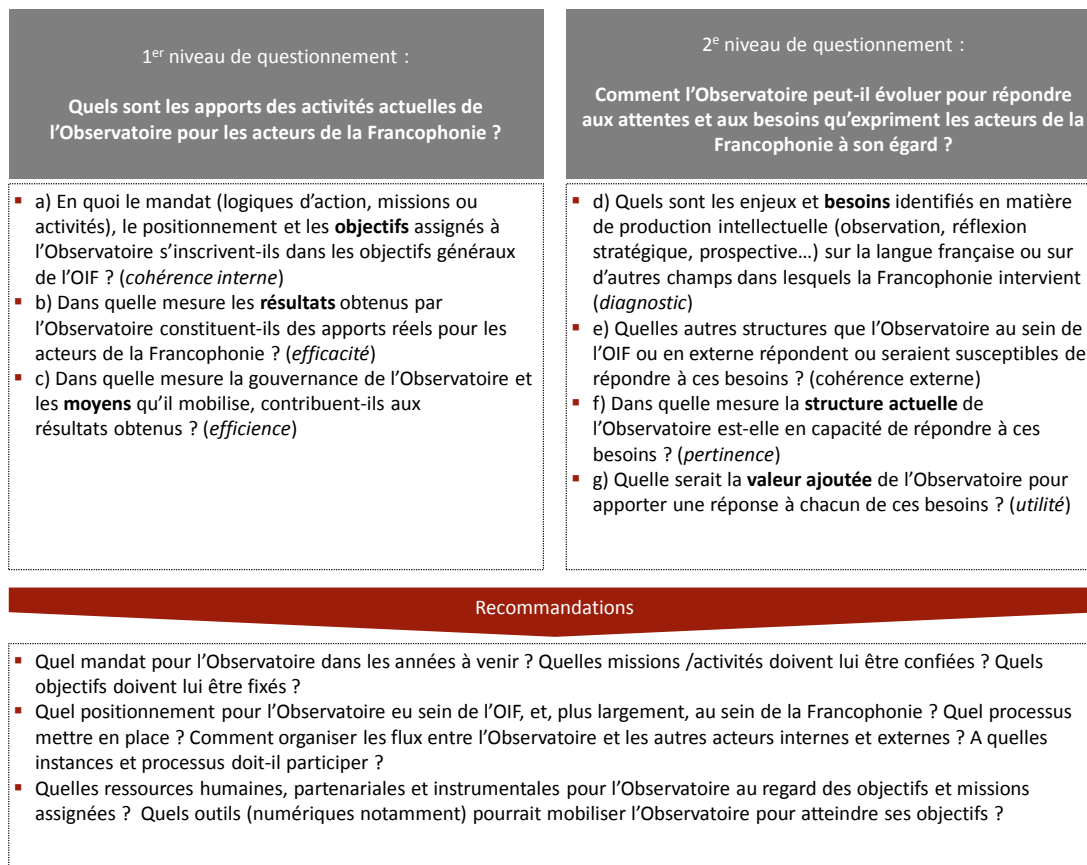 1er niveau de questionnement :
Quels sont les apports des activités actuelles de
l'Observatoire pour les acteurs de la Francophonie ?
▪ a) En quoi le mandat (logiques d'action, missions ou
activités), le positionnement et les objectifs assignés à
l'Observatoire s'inscrivent-ils dans les objectifs généraux
de l'OIF ? (cohérence interne)
▪ b) Dans quelle mesure les résultats obtenus par
l'Observatoire constituent-ils des apports réels pour les
acteurs de la Francophonie ? (efficacité)
▪ c) Dans quelle mesure la gouvernance de l'Observatoire et
les moyens qu'il mobilise, contribuent-ils aux
résultats obtenus ? (efficience)
2e niveau de questionnement :
Comment l'Observatoire peut-il évoluer pour répondre
aux attentes et aux besoins qu'expriment les acteurs de la
Francophonie à son égard ?
▪ d) Quels sont les enjeux et besoins identifiés en matière
de production intellectuelle (observation, réflexion
stratégique, prospective…) sur la langue française ou sur
d'autres champs dans lesquels la Francophonie intervient
(diagnostic)
▪ e) Quelles autres structures que l'Observatoire au sein de
l'OIF ou en externe répondent ou seraient susceptibles de
répondre à ces besoins ? (cohérence externe)
▪ f) Dans quelle mesure la structure actuelle de
l'Observatoire est-elle en capacité de répondre à ces
besoins ? (pertinence)
▪ g) Quelle serait la valeur ajoutée de l'Observatoire pour
apporter une réponse à chacun de ces besoins ? (utilité)
Recommandations
▪ Quel mandat pour l'Observatoire dans les années à venir ? Quelles missions /activités doivent lui être confiées ? Quels
objectifs doivent lui être fixés ?
▪ Quel positionnement pour l'Observatoire eu sein de l'OIF, et, plus largement, au sein de la Francophonie ? Quel processus
mettre en place ? Comment organiser les flux entre l'Observatoire et les autres acteurs internes et externes ? A quelles
instances et processus doit-il participer ?
▪ Quelles ressources humaines, partenariales et instrumentales pour l'Observatoire au regard des objectifs et missions
assignées ? Quels outils (numériques notamment) pourrait mobiliser l'Observatoire pour atteindre ses objectifs ?